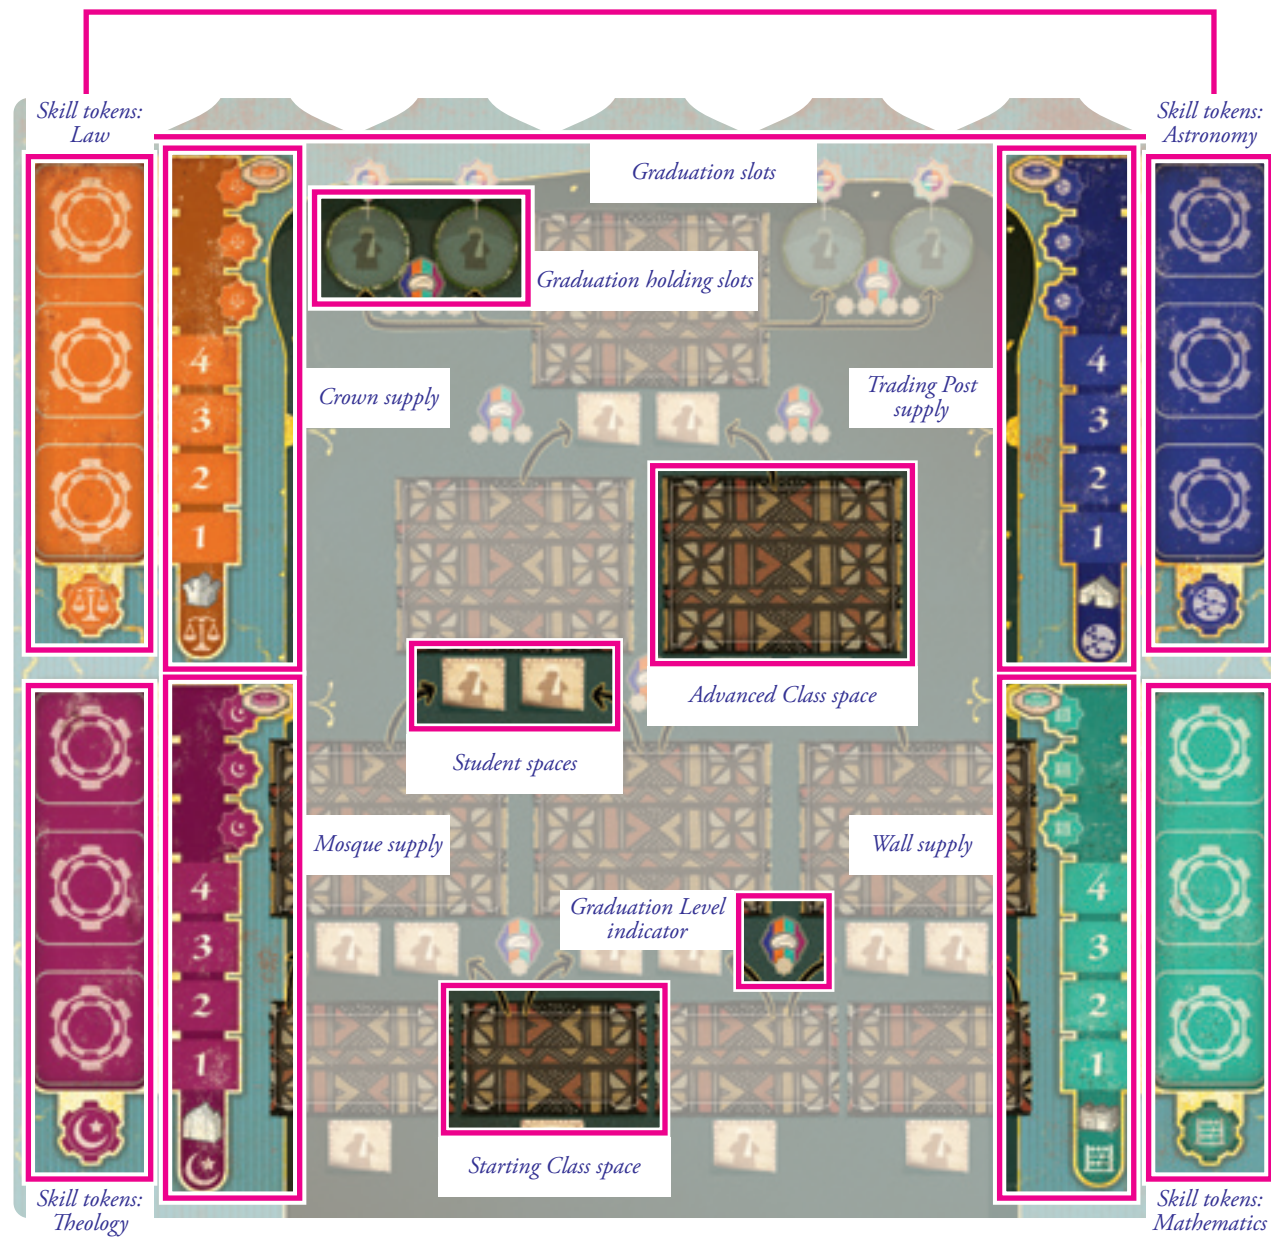 Skill tokens:
Law
Skill tokens:
Astronomy
Graduation slots
Graduation holding slots
Crown supply
Trading Post
supply
4
3
2
1
4
3
2
1
Advanced Class space
Student spaces
Mosque supply
Wall supply
Graduation Level
indicator
4
3
2
1
4
3
2
1
Starting Class space
Skill tokens:
Theology
Skill tokens:
Mathematics